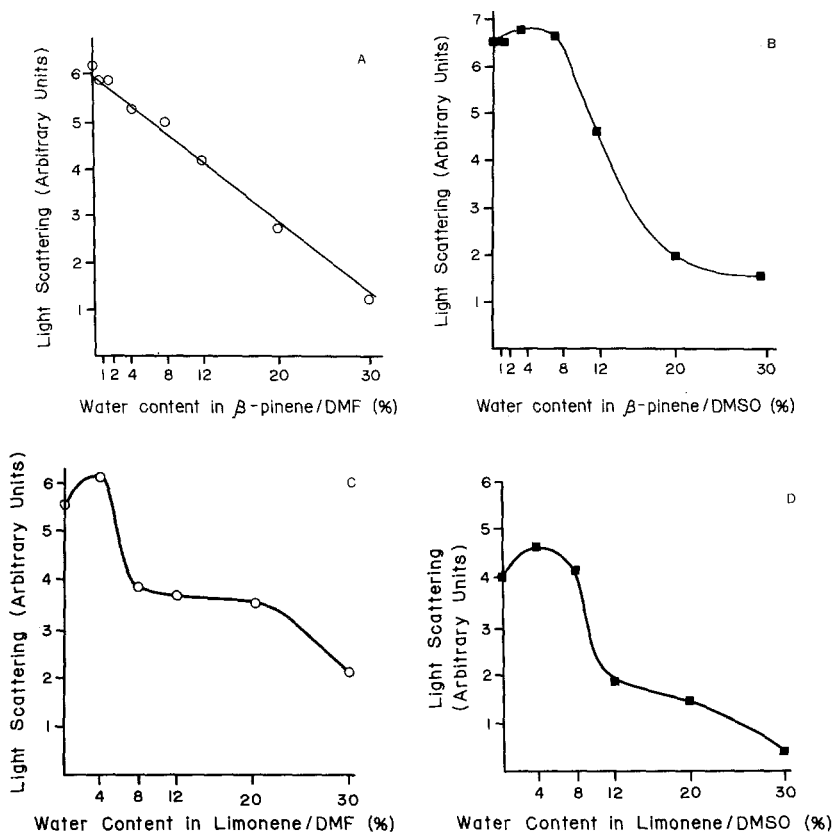 A
Light Scattering (Arbitrary Units)
6
5
4
3
2
1
1 2 4 8 12 20 30
Water content in β-pinene/DMF (%)
B
Light Scattering (Arbitrary Units)
7
6
5
4
3
2
1
1 2 4 8 12 20 30
Water content in β-pinene/DMSO (%)
C
Light Scattering (Arbitrary Units)
6
5
4
3
2
1
4 8 12 20 30
Water Content in Limonene/DMF (%)
D
Light Scattering
(Arbitrary Units)
6
5
4
3
2
1
4 8 12 20 30
Water Content in Limonene/DMSO (%)